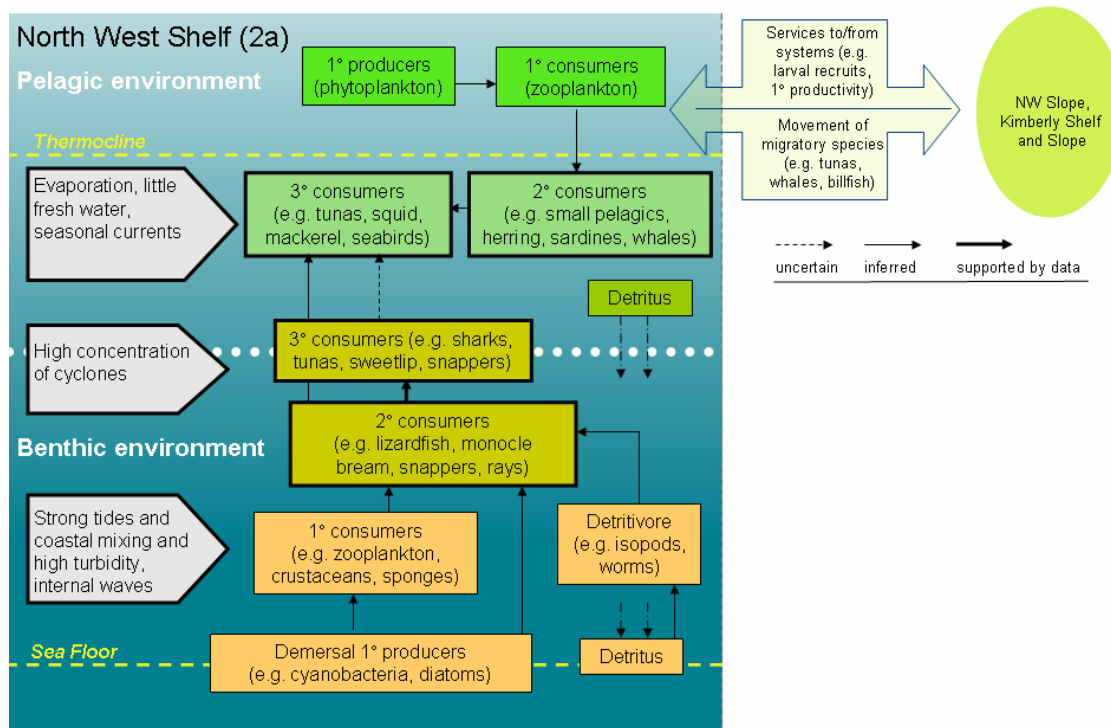 North West Shelf (2a)
Pelagic environment
1° producers
(phytoplankton)
1° consumers
(zooplankton)
Services to/from
systems (e.g.
larval recruits,
1° productivity)
Movement of
migratory species
(e.g. tunas,
whales, billfish)
NW Slope,
Kimberly Shelf
and Slope
Thermocline
Evaporation, little
fresh water,
seasonal currents
3° consumers
(e.g. tunas, squid,
mackerel, seabirds)
2° consumers
(e.g. small pelagics,
herring, sardines, whales)
uncertain
inferred
supported by data
Detritus
High concentration
of cyclones
3° consumers (e.g. sharks,
tunas, sweetlip, snappers)
Benthic environment
2° consumers
(e.g. lizardfish, monocle
bream, snappers, rays)
Strong tides and
coastal mixing and
high turbidity,
internal waves
1° consumers
(e.g. zooplankton,
crustaceans, sponges)
Detritivore
(e.g. isopods,
worms)
Sea Floor
Demersal 1° producers
(e.g. cyanobacteria, diatoms)
Detritus